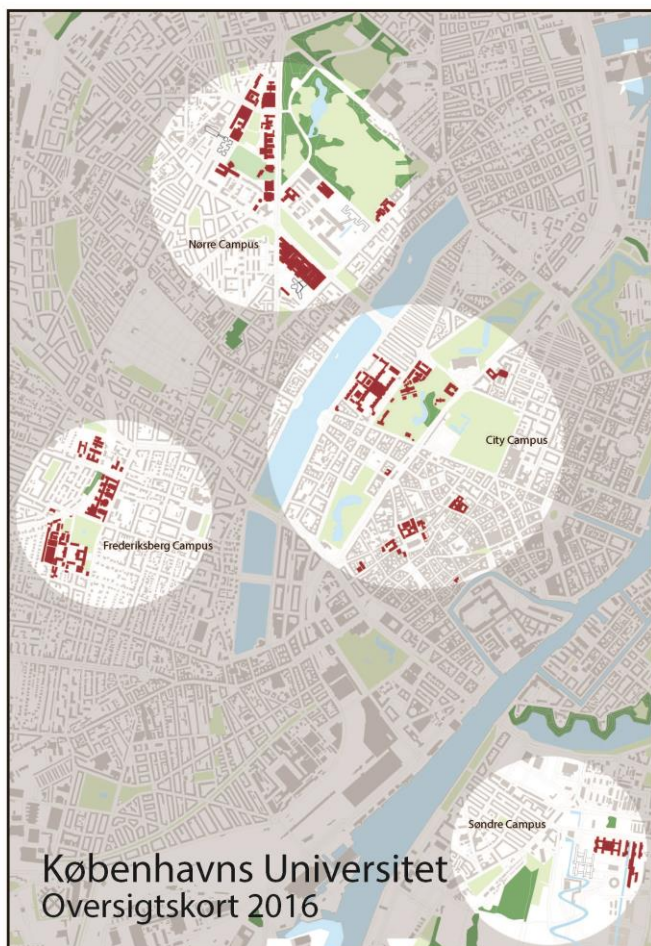 Nørre Campus
City Campus
Frederiksberg Campus
Søndre Campus
Københavns Universitet
Oversigtskort 2016